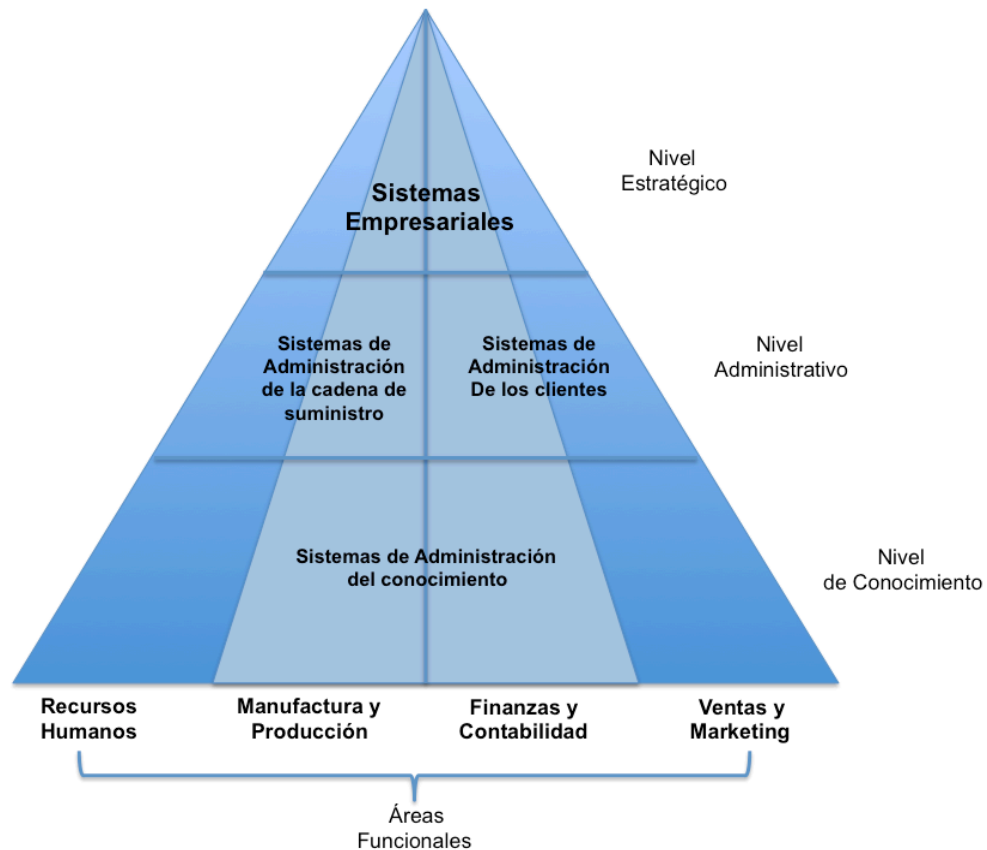 Nivel
Estratégico
Sistemas
Empresariales
Nivel
Administrativo
Sistemas de
Administración
de la cadena de
suministro
Sistemas de
Administración
De los clientes
Nivel
de Conocimiento
Sistemas de Administración
del conocimiento
Recursos
Humanos
Manufactura y
Producción
Finanzas y
Contabilidad
Ventas y
Marketing
Áreas
Funcionales